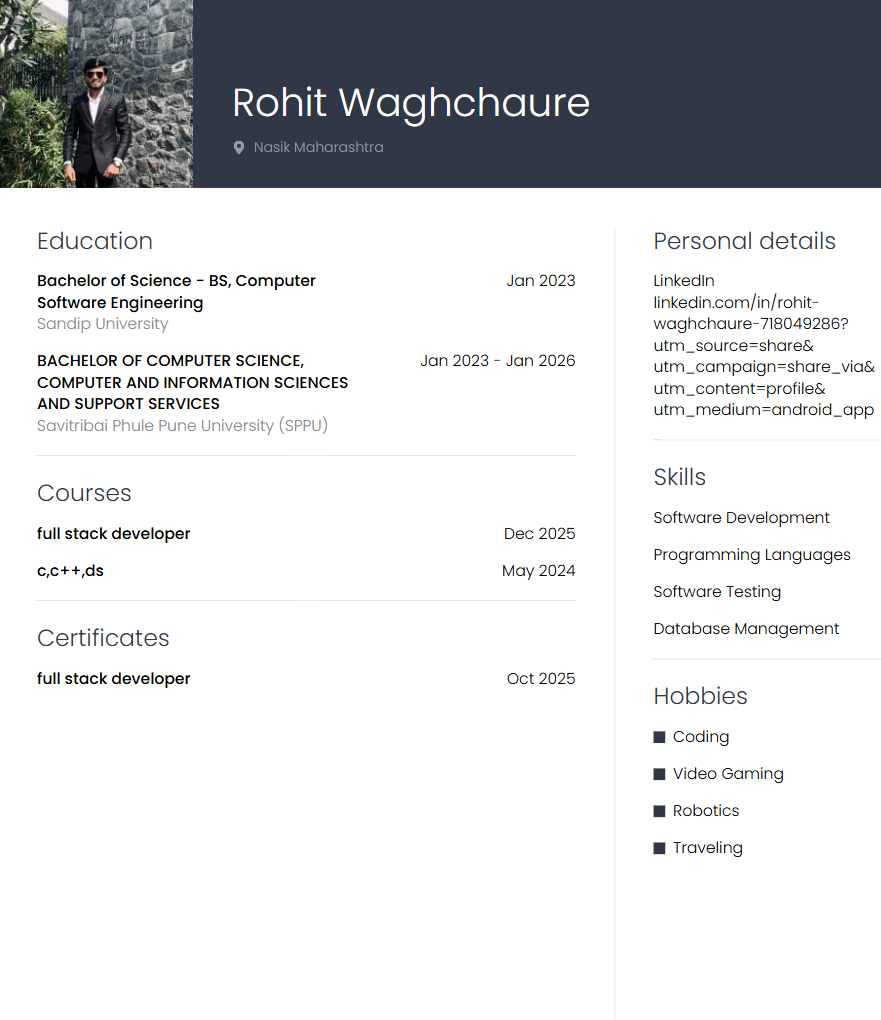 Rohit Waghchaure
Nasik Maharashtra
Education
Bachelor of Science - BS, Computer
Software Engineering
Jan 2023
Sandip University
BACHELOR OF COMPUTER SCIENCE,
COMPUTER AND INFORMATION SCIENCES
AND SUPPORT SERVICES
Jan 2023 - Jan 2026
Savitribai Phule Pune University (SPPU)
Courses
full stack developer
Dec 2025
c,c++,ds
May 2024
Certificates
full stack developer
Oct 2025
Personal details
LinkedIn
linkedin.com/in/rohit-
waghchaure-718049286?
utm_source=share&
utm_campaign=share_via&
utm_content=profile&
utm_medium=android_app
Skills
Software Development
Programming Languages
Software Testing
Database Management
Hobbies
Coding
Video Gaming
Robotics
Traveling